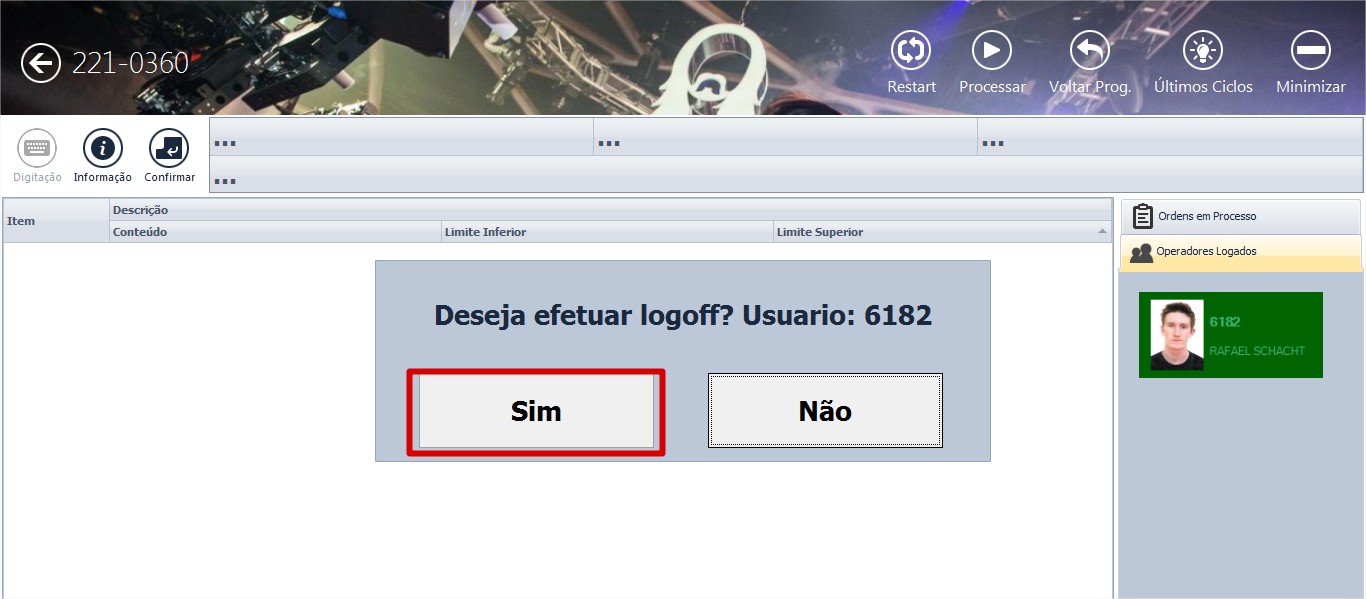 221-0360
Restart
Processar
Voltar Prog.
Últimos Ciclos
Minimizar
Digitação
Informação
Confirmar
...
...
...
...
Item
Descrição
Conteúdo
Limite Inferior
Limite Superior
Ordens em Processo
Operadores Logados
6182
RAFAEL SCHACHT
Deseja efetuar logoff? Usuario: 6182
Sim
Não